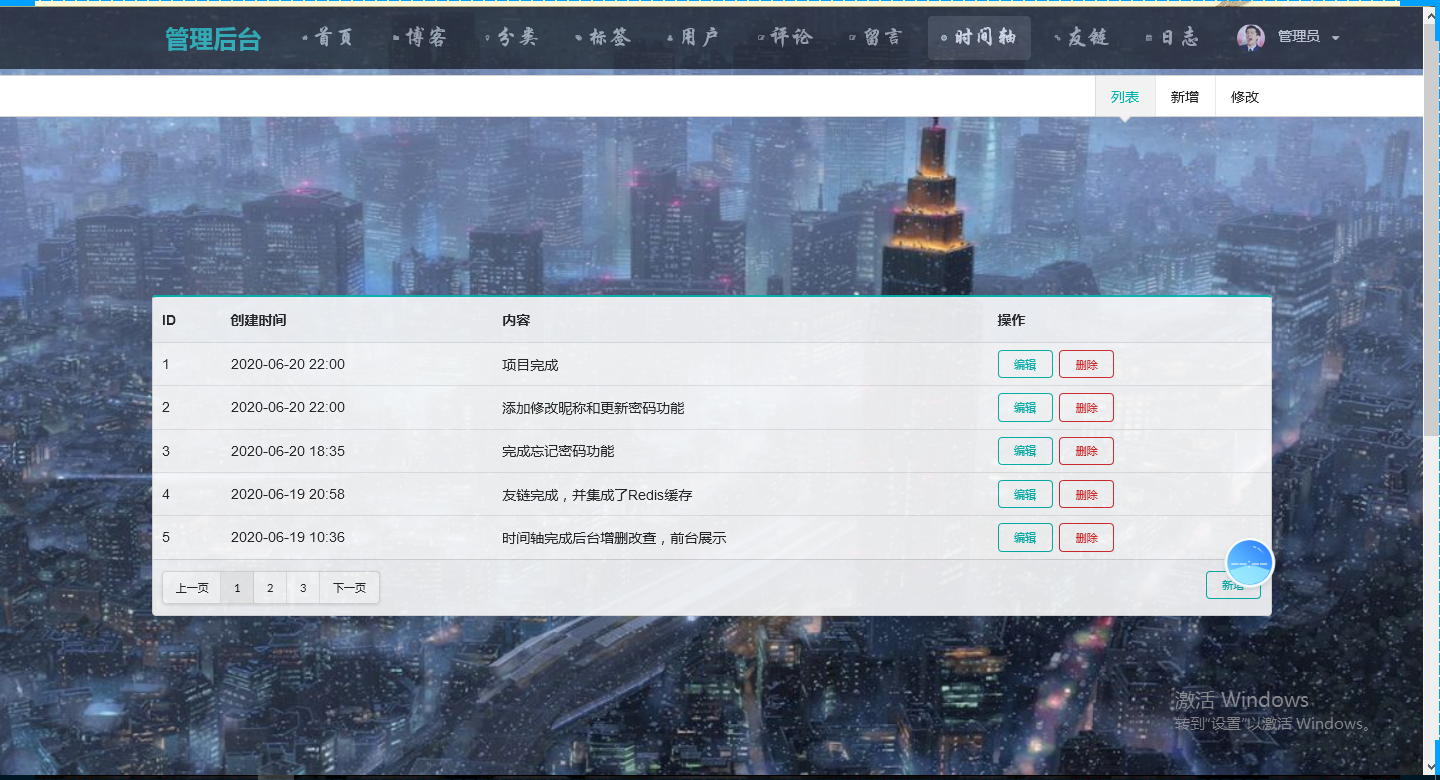 管理后台 首页 博客 分类 标签 用户 评论 留言 时间轴 友链 日志 管理员
列表 新增 修改
ID 创建时间 内容 操作
1 2020-06-20 22:00 项目完成 编辑 删除
2 2020-06-20 22:00 添加修改昵称和更新密码功能 编辑 删除
3 2020-06-20 18:35 完成忘记密码功能 编辑 删除
4 2020-06-19 20:58 友链完成，并集成了Redis缓存 编辑 删除
5 2020-06-19 10:36 时间轴完成后台增删改查，前台展示 编辑 删除
上一页 1 2 3 下一页 新增
激活 Windows
转到"设置"以激活 Windows。